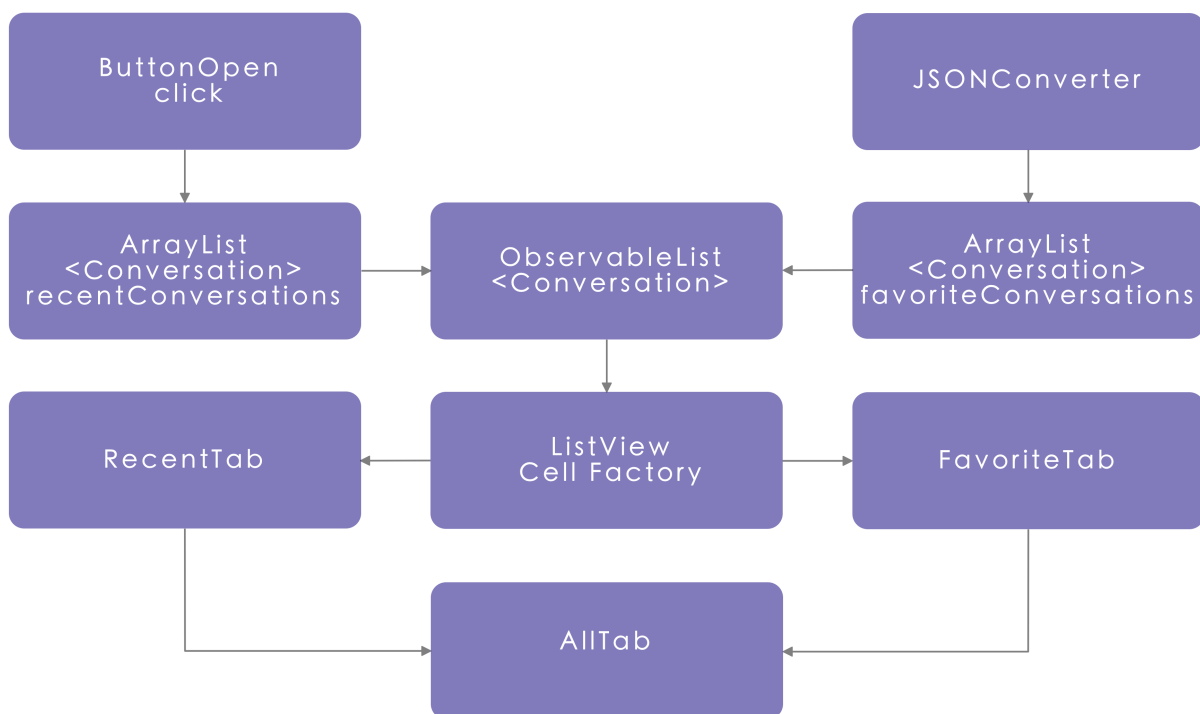 ButtonOpen
click
JSONConverter
ArrayList
<Conversation>
recentConversations
ObservableList
<Conversation>
ArrayList
<Conversation>
favoriteConversations
RecentTab
ListView
Cell Factory
FavoriteTab
AllTab